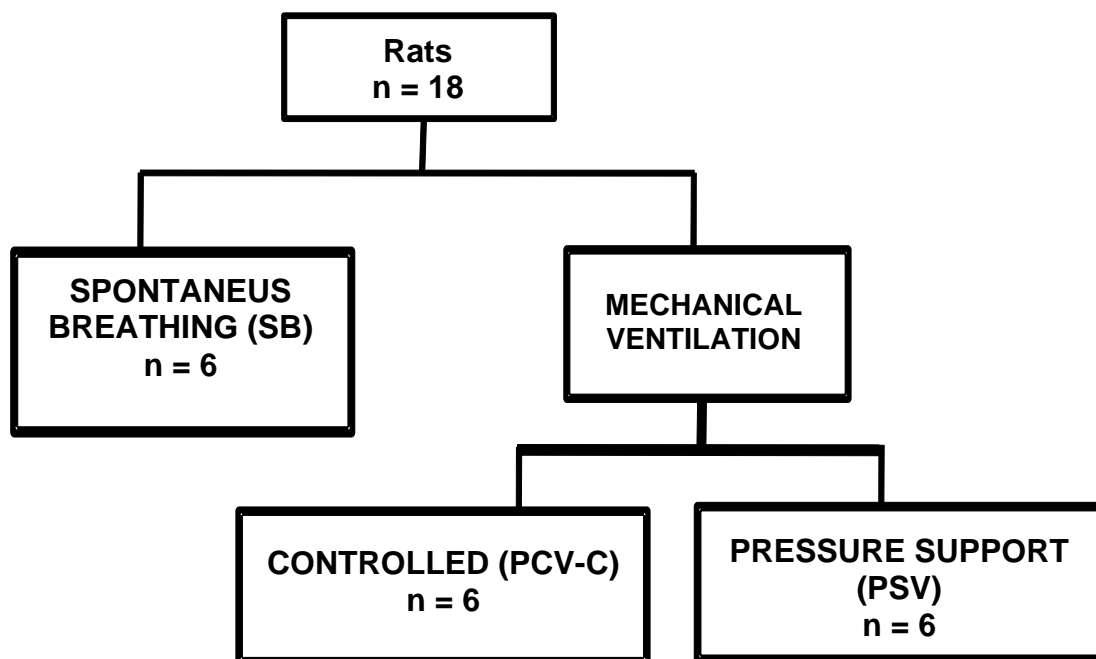 Rats
n = 18
SPONTANEUS
BREATHING (SB)
n = 6
MECHANICAL
VENTILATION
CONTROLLED (PCV-C)
n = 6
PRESSURE SUPPORT
(PSV)
n = 6